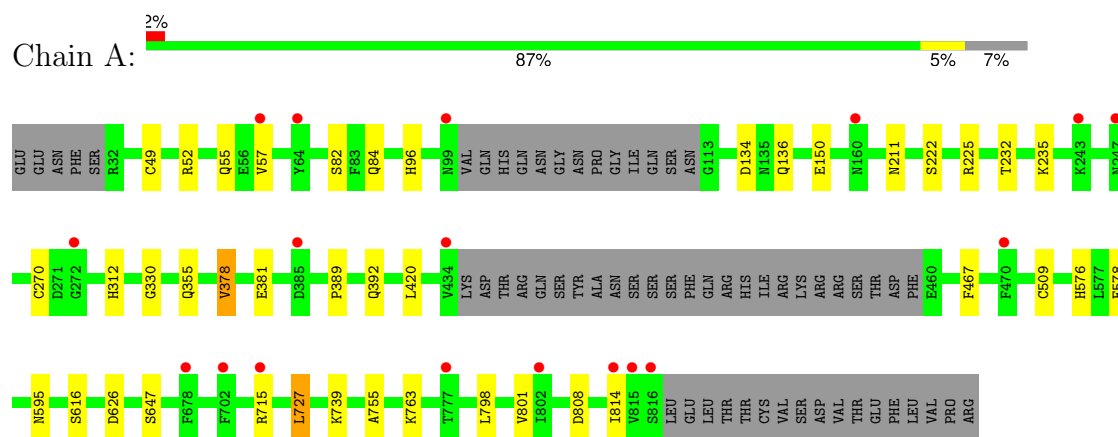 2%
Chain A:
87% 5% 7%
GLU GLU ASN PHE SER R32 C49 R52 Q55 E56 V57 Y64 S82 F83 Q84 H96 N99 VAL GLN HIS GLN ASN GLY ASN PRO GLY ILE GLN SER ASN G113 D134 N135 Q136 E150 N160 N211 S222 R225 T232 K235 K243 N247
C270 D271 G272 H312 G330 Q355 V378 E381 D385 P389 Q392 L420 V434 LYS ASP THR ARG GLN SER TYR ALA ASN SER SER SER PHE GLN ARG HIS ILE ARG LYS ARG ARG SER THR ASP PHE E460 F467 F470 C509 H576 L577
N595 S616 D626 S647 F678 F702 R715 L727 K739 A755 K763 T777 L798 V801 I802 D808 I814 V815 S816 LEU GLU LEU THR THR CYS VAL SER ASP VAL THR GLU PHE LEU VAL PRO ARG